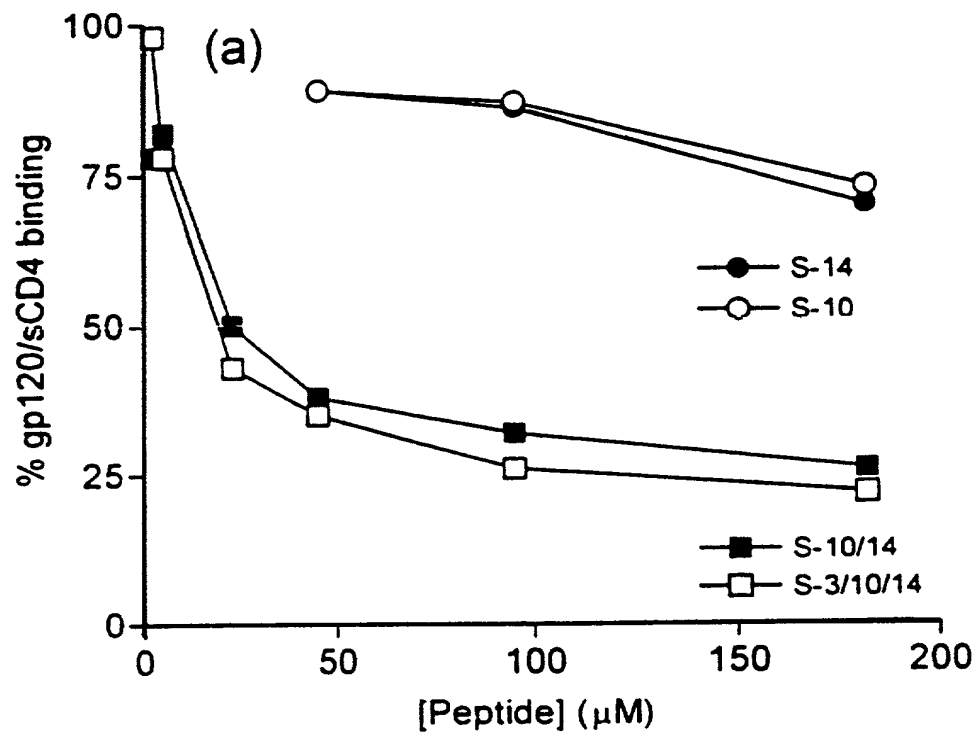 100
(a)
75
50
25
0
% gp120/sCD4 binding
S-14
S-10
S-10/14
S-3/10/14
0 50 100 150 200
[Peptide] (μM)